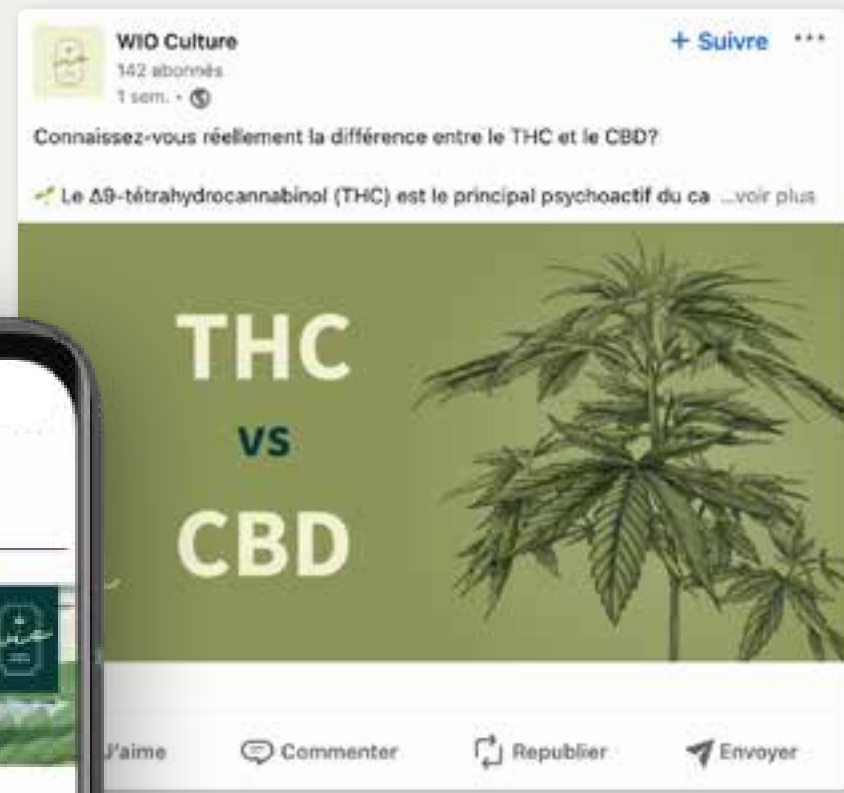 WIO Culture
+ Suivre
142 abonnés
1 sem. •
Connaissez-vous réellement la différence entre le THC et le CBD?
Le Δ9-tétrahydrocannabinol (THC) est le principal psychoactif du ca ...voir plus
THC
vs
CBD
J'aime
Commenter
Republier
Envoyer